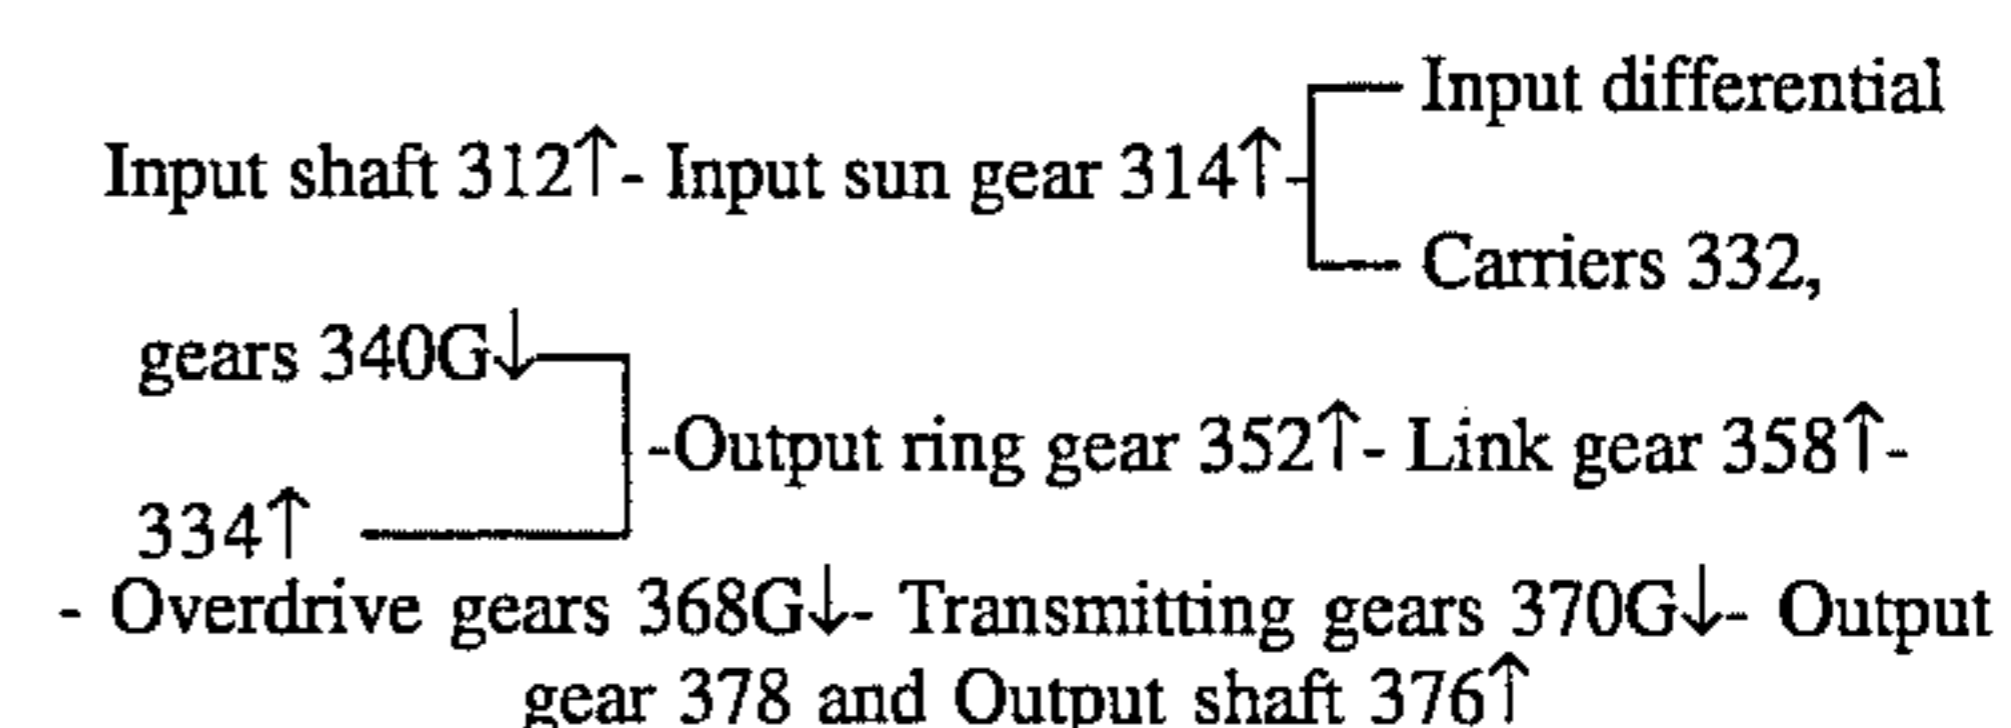 Input differential
Input shaft 312↑- Input sun gear 314↑-
Carriers 332,
gears 340G↓
-Output ring gear 352↑- Link gear 358↑-
334↑
- Overdrive gears 368G↓- Transmitting gears 370G↓- Output
gear 378 and Output shaft 376↑